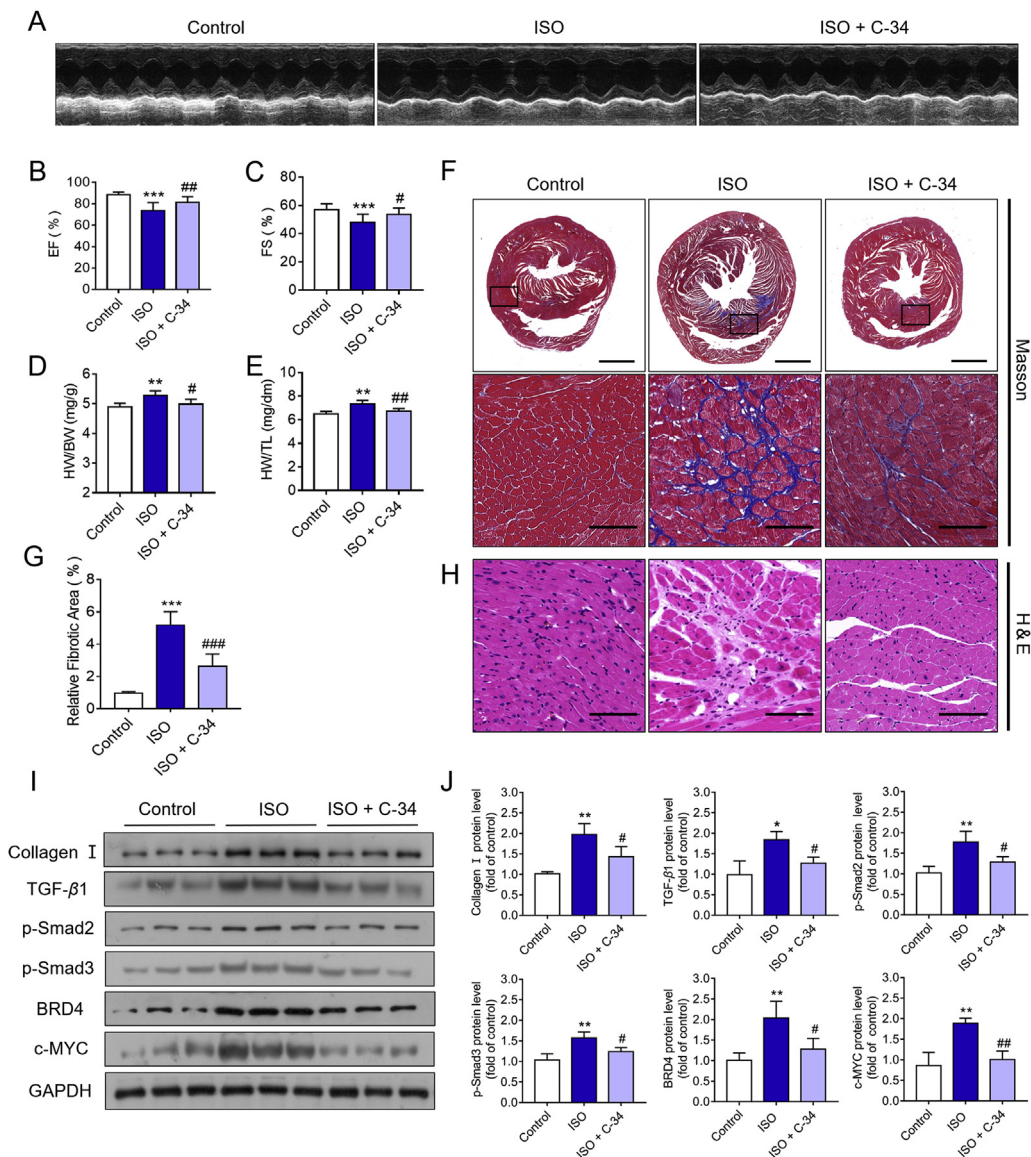 A
Control
ISO
ISO + C-34
B
EF ( % )
100
80
60
40
20
0
***
##
Control
ISO
ISO + C-34
C
FS ( % )
80
60
40
20
0
***
#
Control
ISO
ISO + C-34
D
HW/BW (mg/g)
6
5
4
3
2
**
#
Control
ISO
ISO + C-34
E
HW/TL (mg/dm)
10
8
6
4
2
0
**
##
Control
ISO
ISO + C-34
F
Control
ISO
ISO + C-34
Masson
G
Relative Fibrotic Area ( % )
8
6
4
2
0
***
###
Control
ISO
ISO + C-34
H
H&E
I
Control
ISO
ISO + C-34
Collagen Ⅰ
TGF-β1
p-Smad2
p-Smad3
BRD4
c-MYC
GAPDH
J
Collagen Ⅰ protein level
(fold of control)
3.0
2.5
2.0
1.5
1.0
0.5
0.0
**
#
Control
ISO
ISO + C-34
TGF-β1 protein level
(fold of control)
3.0
2.5
2.0
1.5
1.0
0.5
0.0
*
#
Control
ISO
ISO + C-34
p-Smad2 protein level
(fold of control)
3.0
2.5
2.0
1.5
1.0
0.5
0.0
**
#
Control
ISO
ISO + C-34
p-Smad3 protein level
(fold of control)
3.0
2.5
2.0
1.5
1.0
0.5
0.0
**
#
Control
ISO
ISO + C-34
BRD4 protein level
(fold of control)
3.0
2.5
2.0
1.5
1.0
0.5
0.0
**
#
Control
ISO
ISO + C-34
c-MYC protein level
(fold of control)
3.0
2.5
2.0
1.5
1.0
0.5
0.0
**
##
Control
ISO
ISO + C-34